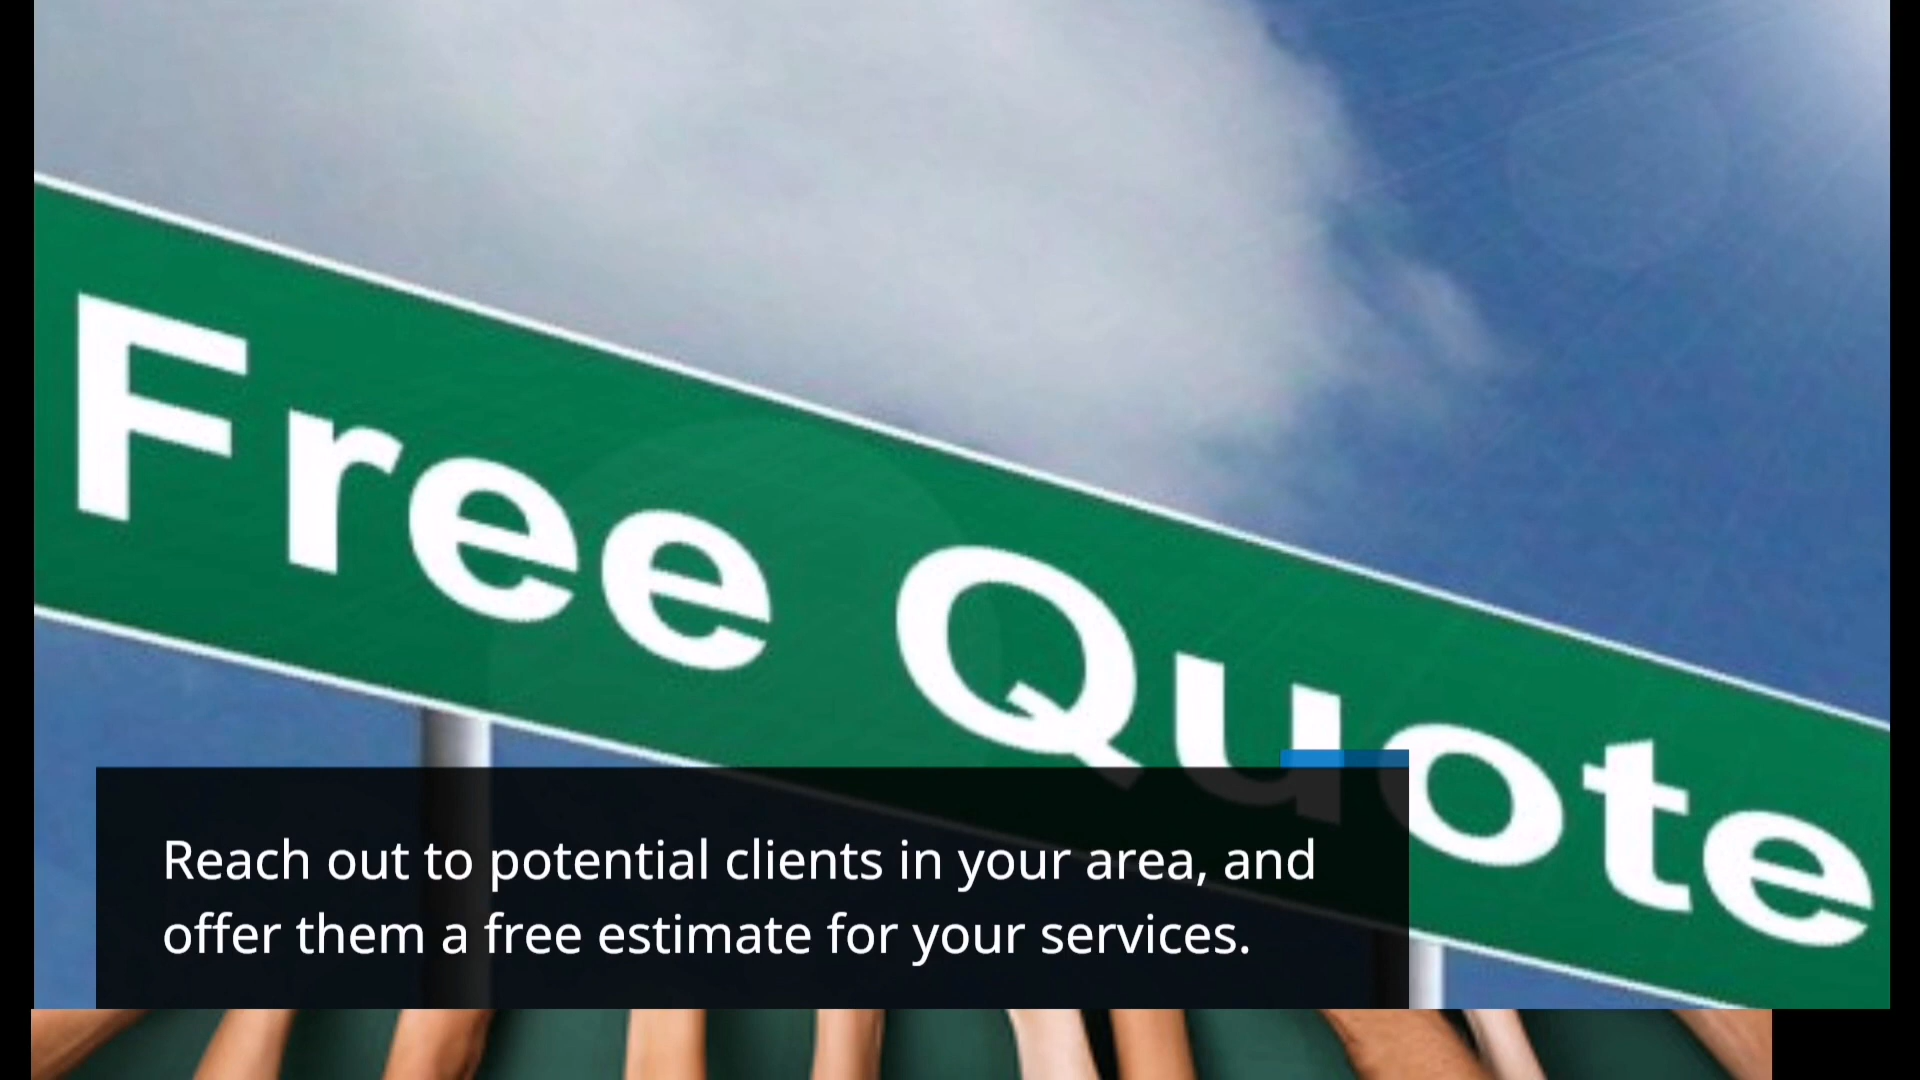 Free Quote
Reach out to potential clients in your area, and
offer them a free estimate for your services.